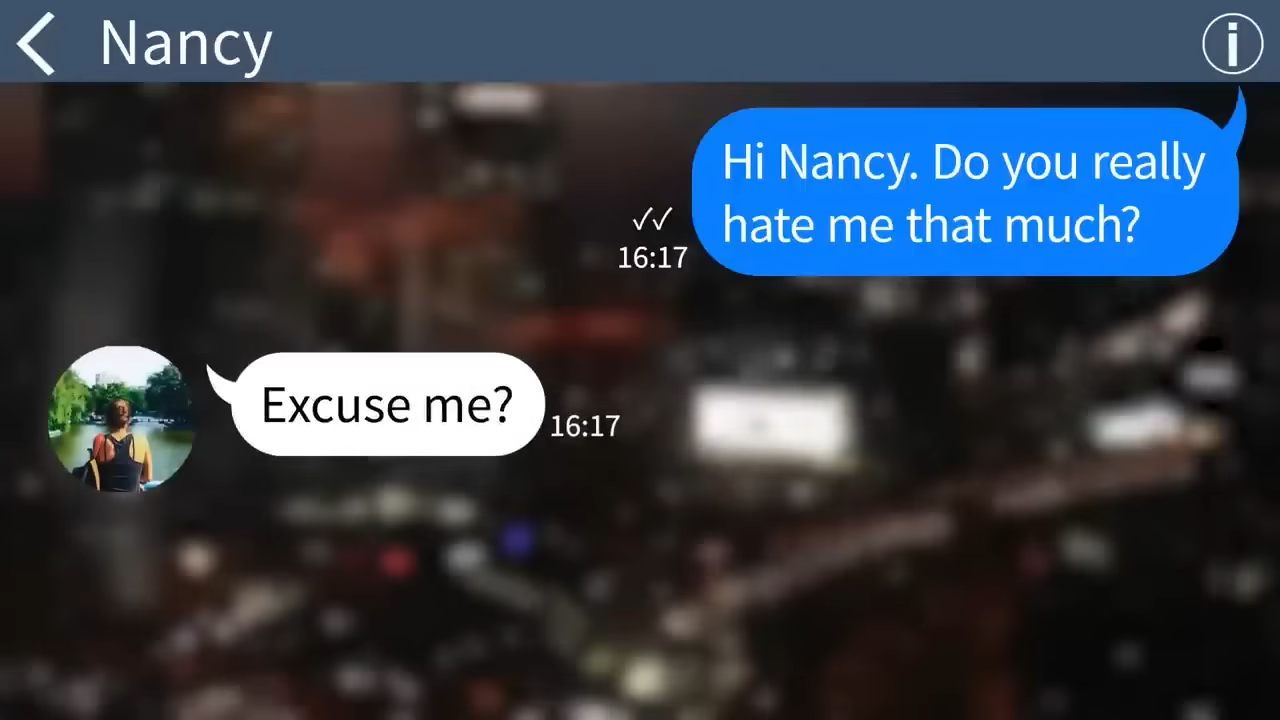 Nancy
Hi Nancy. Do you really
hate me that much?
16:17
Excuse me?
16:17